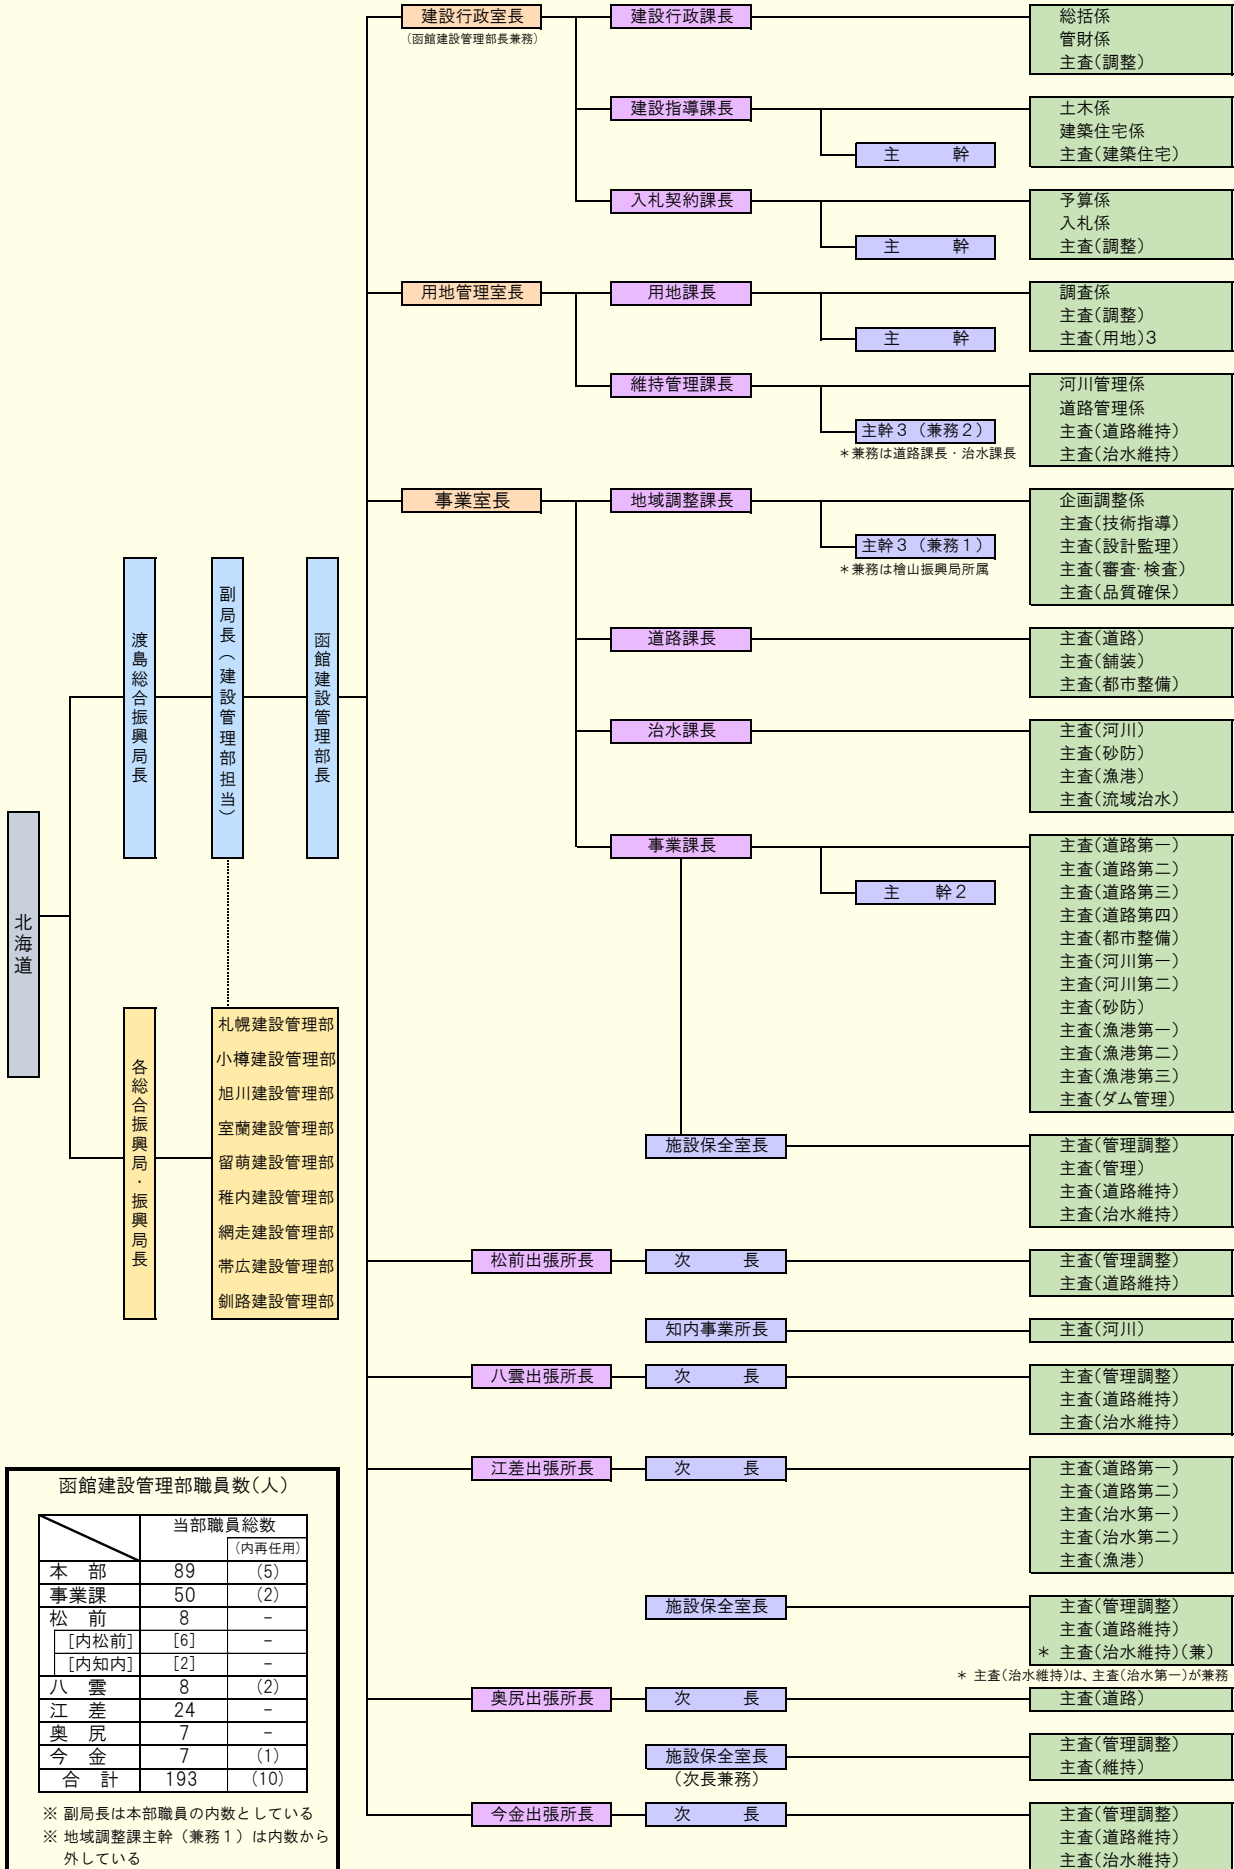 建設行政室長
(函館建設管理部長兼務)
建設行政課長
総括係
管財係
主査(調整)
建設指導課長
主　幹
土木係
建築住宅係
主査(建築住宅)
入札契約課長
主　幹
予算係
入札係
主査(調整)
用地管理室長
用地課長
主　幹
調査係
主査(調整)
主査(用地)3
維持管理課長
主幹３（兼務２）
＊兼務は道路課長・治水課長
河川管理係
道路管理係
主査(道路維持)
主査(治水維持)
事業室長
地域調整課長
主幹３（兼務１）
＊兼務は檜山振興局所属
企画調整係
主査(技術指導)
主査(設計監理)
主査(審査･検査)
主査(品質確保)
道路課長
主査(道路)
主査(舗装)
主査(都市整備)
治水課長
主査(河川)
主査(砂防)
主査(漁港)
主査(流域治水)
事業課長
主　幹２
主査(道路第一)
主査(道路第二)
主査(道路第三)
主査(道路第四)
主査(都市整備)
主査(河川第一)
主査(河川第二)
主査(砂防)
主査(漁港第一)
主査(漁港第二)
主査(漁港第三)
主査(ダム管理)
施設保全室長
主査(管理調整)
主査(管理)
主査(道路維持)
主査(治水維持)
北海道
渡島総合振興局長
副局長（建設管理部担当）
函館建設管理部長
各総合振興局・振興局長
札幌建設管理部
小樽建設管理部
旭川建設管理部
室蘭建設管理部
留萌建設管理部
稚内建設管理部
網走建設管理部
帯広建設管理部
釧路建設管理部
松前出張所長
次　長
主査(管理調整)
主査(道路維持)
知内事業所長
主査(河川)
八雲出張所長
次　長
主査(管理調整)
主査(道路維持)
主査(治水維持)
江差出張所長
次　長
主査(道路第一)
主査(道路第二)
主査(治水第一)
主査(治水第二)
主査(漁港)
施設保全室長
主査(管理調整)
主査(道路維持)
＊ 主査(治水維持)(兼)
＊ 主査(治水維持)は、主査(治水第一)が兼務
奥尻出張所長
次　長
主査(道路)
施設保全室長
(次長兼務)
主査(管理調整)
主査(維持)
今金出張所長
次　長
主査(管理調整)
主査(道路維持)
主査(治水維持)
函館建設管理部職員数(人)
当部職員総数
(内再任用)
本　部 89 (5)
事業課 50 (2)
松　前 8 −
[内松前] [6] −
[内知内] [2] −
八　雲 8 (2)
江　差 24 −
奥　尻 7 −
今　金 7 (1)
合　計 193 (10)
※ 副局長は本部職員の内数としている
※ 地域調整課主幹（兼務１）は内数から
外している